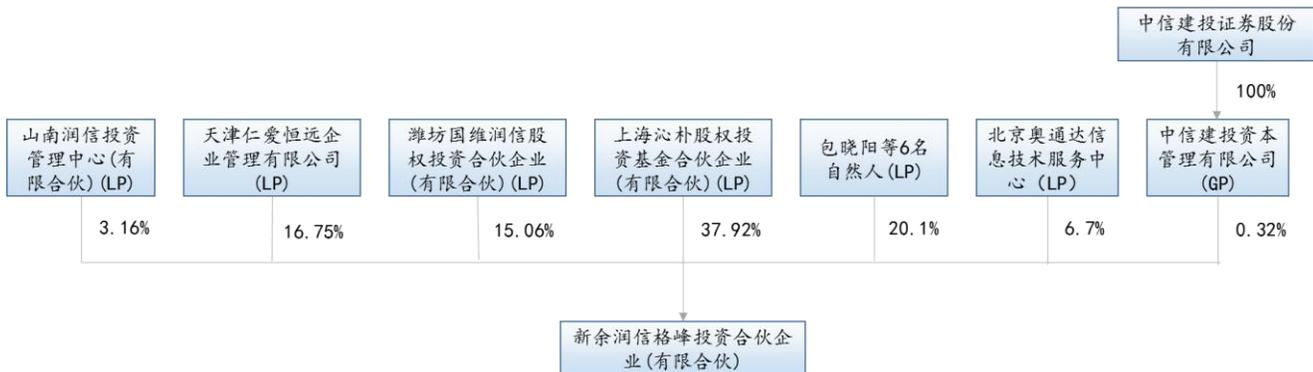 中信建投证券股份
有限公司
100%
山南润信投资
管理中心(有
限合伙)(LP)
天津仁爱恒远企
业管理有限公司
(LP)
潍坊国维润信股
权投资合伙企业
(有限合伙)(LP)
上海沁朴股权投
资基金合伙企业
(有限合伙)(LP)
包晓阳等6名
自然人(LP)
北京奥通达信
息技术服务中
心（LP）
中信建投资本
管理有限公司
(GP)
3.16%
16.75%
15.06%
37.92%
20.1%
6.7%
0.32%
新余润信格峰投资合伙企
业(有限合伙)